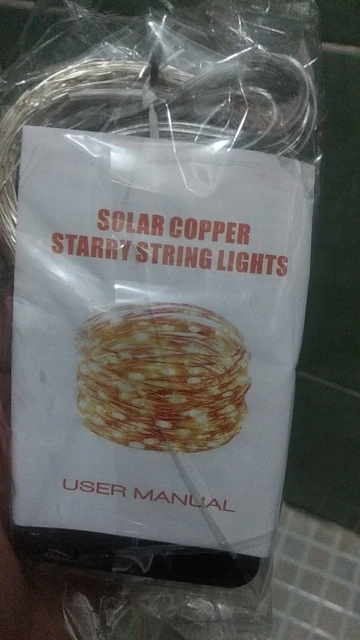 SOLAR COPPER
STARRY STRING LIGHTS
USER MANUAL